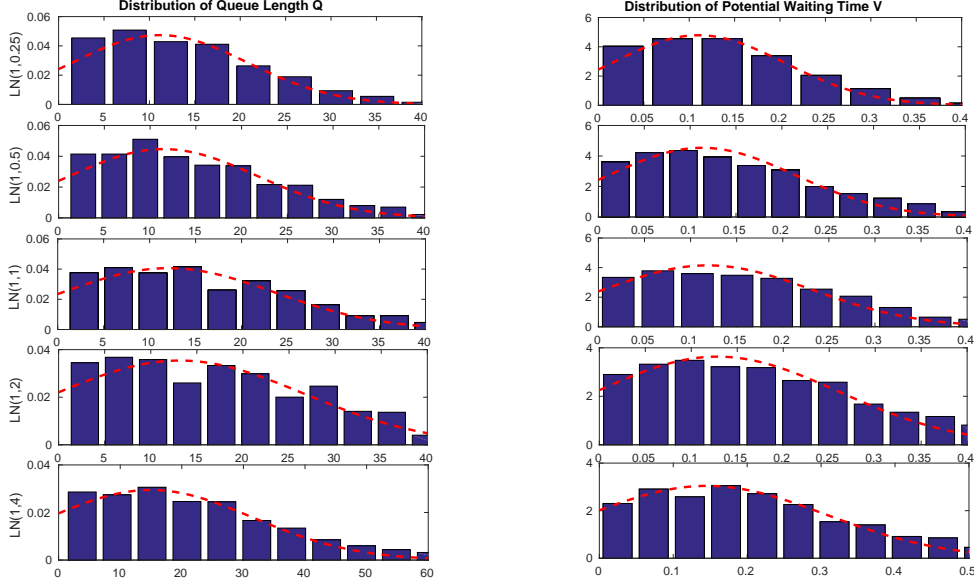 Distribution of Queue Length Q
Distribution of Potential Waiting Time V
LN(1,0.25)
0.06
0.04
0.02
0
0 5 10 15 20 25 30 35 40
6
4
2
0
0 0.05 0.1 0.15 0.2 0.25 0.3 0.35 0.4
LN(1,0.5)
0.06
0.04
0.02
0
0 5 10 15 20 25 30 35 40
6
4
2
0
0 0.05 0.1 0.15 0.2 0.25 0.3 0.35 0.4
LN(1,1)
0.06
0.04
0.02
0
0 5 10 15 20 25 30 35 40
6
4
2
0
0 0.05 0.1 0.15 0.2 0.25 0.3 0.35 0.4
LN(1,2)
0.04
0.02
0
0 5 10 15 20 25 30 35 40
4
2
0
0 0.05 0.1 0.15 0.2 0.25 0.3 0.35 0.4
LN(1,4)
0.04
0.02
0
0 10 20 30 40 50 60
4
2
0
0 0.1 0.2 0.3 0.4 0.5